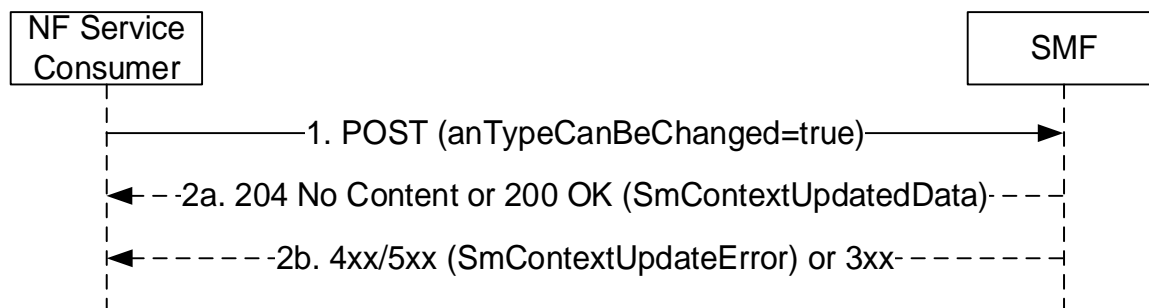 NF Service
Consumer
SMF
1. POST (anTypeCanBeChanged=true)
2a. 204 No Content or 200 OK (SmContextUpdatedData)
2b. 4xx/5xx (SmContextUpdateError) or 3xx